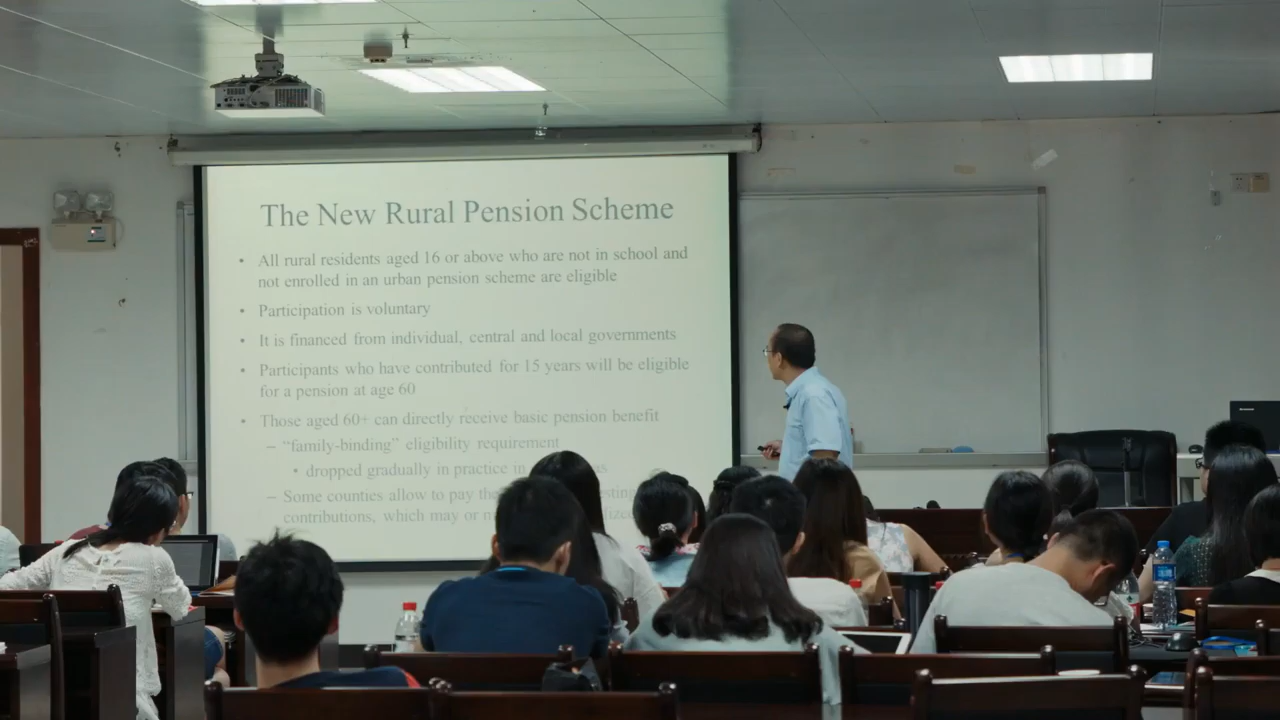 The New Rural Pension Scheme
• All rural residents aged 16 or above who are not in school and
not enrolled in an urban pension scheme are eligible
• Participation is voluntary
• It is financed from individual, central and local governments
• Participants who have contributed for 15 years will be eligible
for a pension at age 60
• Those aged 60+ can directly receive basic pension benefit
– “family-binding” eligibility requirement
• dropped gradually in practice in
– Some counties allow to pay
contributions, which may or